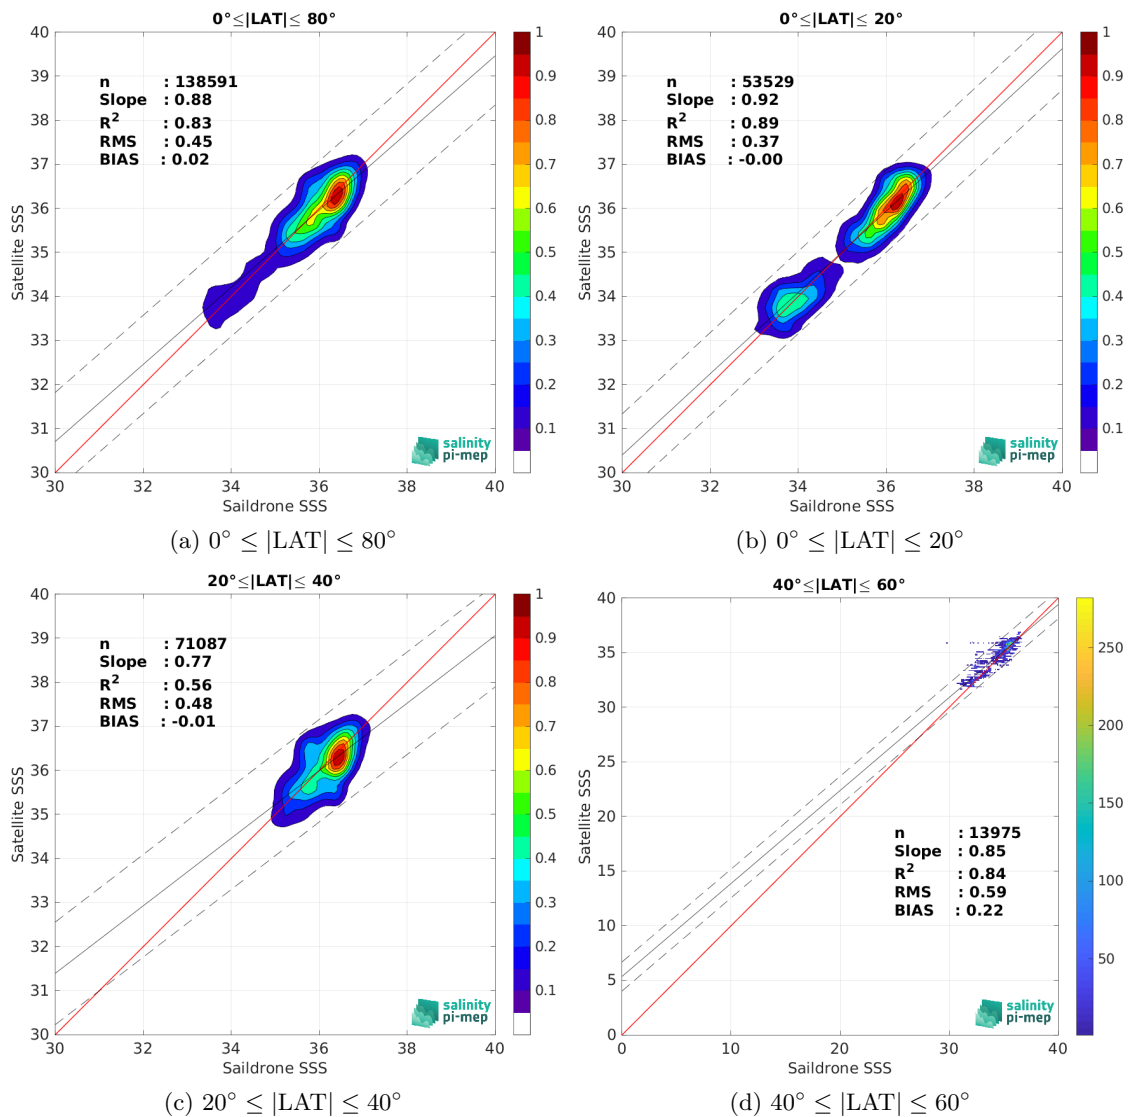 0°≤|LAT|≤ 80°
40
39
38
37
36
35
34
33
32
31
30
30
32
34
36
38
40
Satellite SSS
Saildrone SSS
n : 138591
Slope : 0.88
R² : 0.83
RMS : 0.45
BIAS : 0.02
1
0.9
0.8
0.7
0.6
0.5
0.4
0.3
0.2
0.1
salinity
pi-mep
(a) 0° ≤ |LAT| ≤ 80°
0°≤|LAT|≤ 20°
40
39
38
37
36
35
34
33
32
31
30
30
32
34
36
38
40
Satellite SSS
Saildrone SSS
n : 53529
Slope : 0.92
R² : 0.89
RMS : 0.37
BIAS : -0.00
1
0.9
0.8
0.7
0.6
0.5
0.4
0.3
0.2
0.1
salinity
pi-mep
(b) 0° ≤ |LAT| ≤ 20°
20°≤|LAT|≤ 40°
40
39
38
37
36
35
34
33
32
31
30
30
32
34
36
38
40
Satellite SSS
Saildrone SSS
n : 71087
Slope : 0.77
R² : 0.56
RMS : 0.48
BIAS : -0.01
1
0.9
0.8
0.7
0.6
0.5
0.4
0.3
0.2
0.1
salinity
pi-mep
(c) 20° ≤ |LAT| ≤ 40°
40°≤|LAT|≤ 60°
40
35
30
25
20
15
10
5
0
0
10
20
30
40
Satellite SSS
Saildrone SSS
n : 13975
Slope : 0.85
R² : 0.84
RMS : 0.59
BIAS : 0.22
250
200
150
100
50
salinity
pi-mep
(d) 40° ≤ |LAT| ≤ 60°